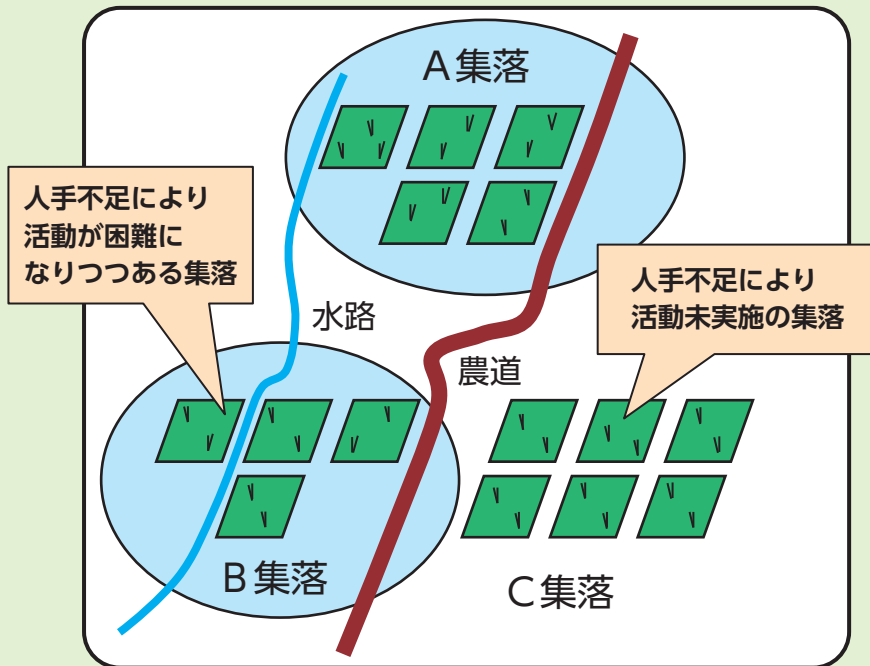 A集落
人手不足により
活動が困難に
なりつつある集落
人手不足により
活動未実施の集落
水路
農道
B集落
C集落